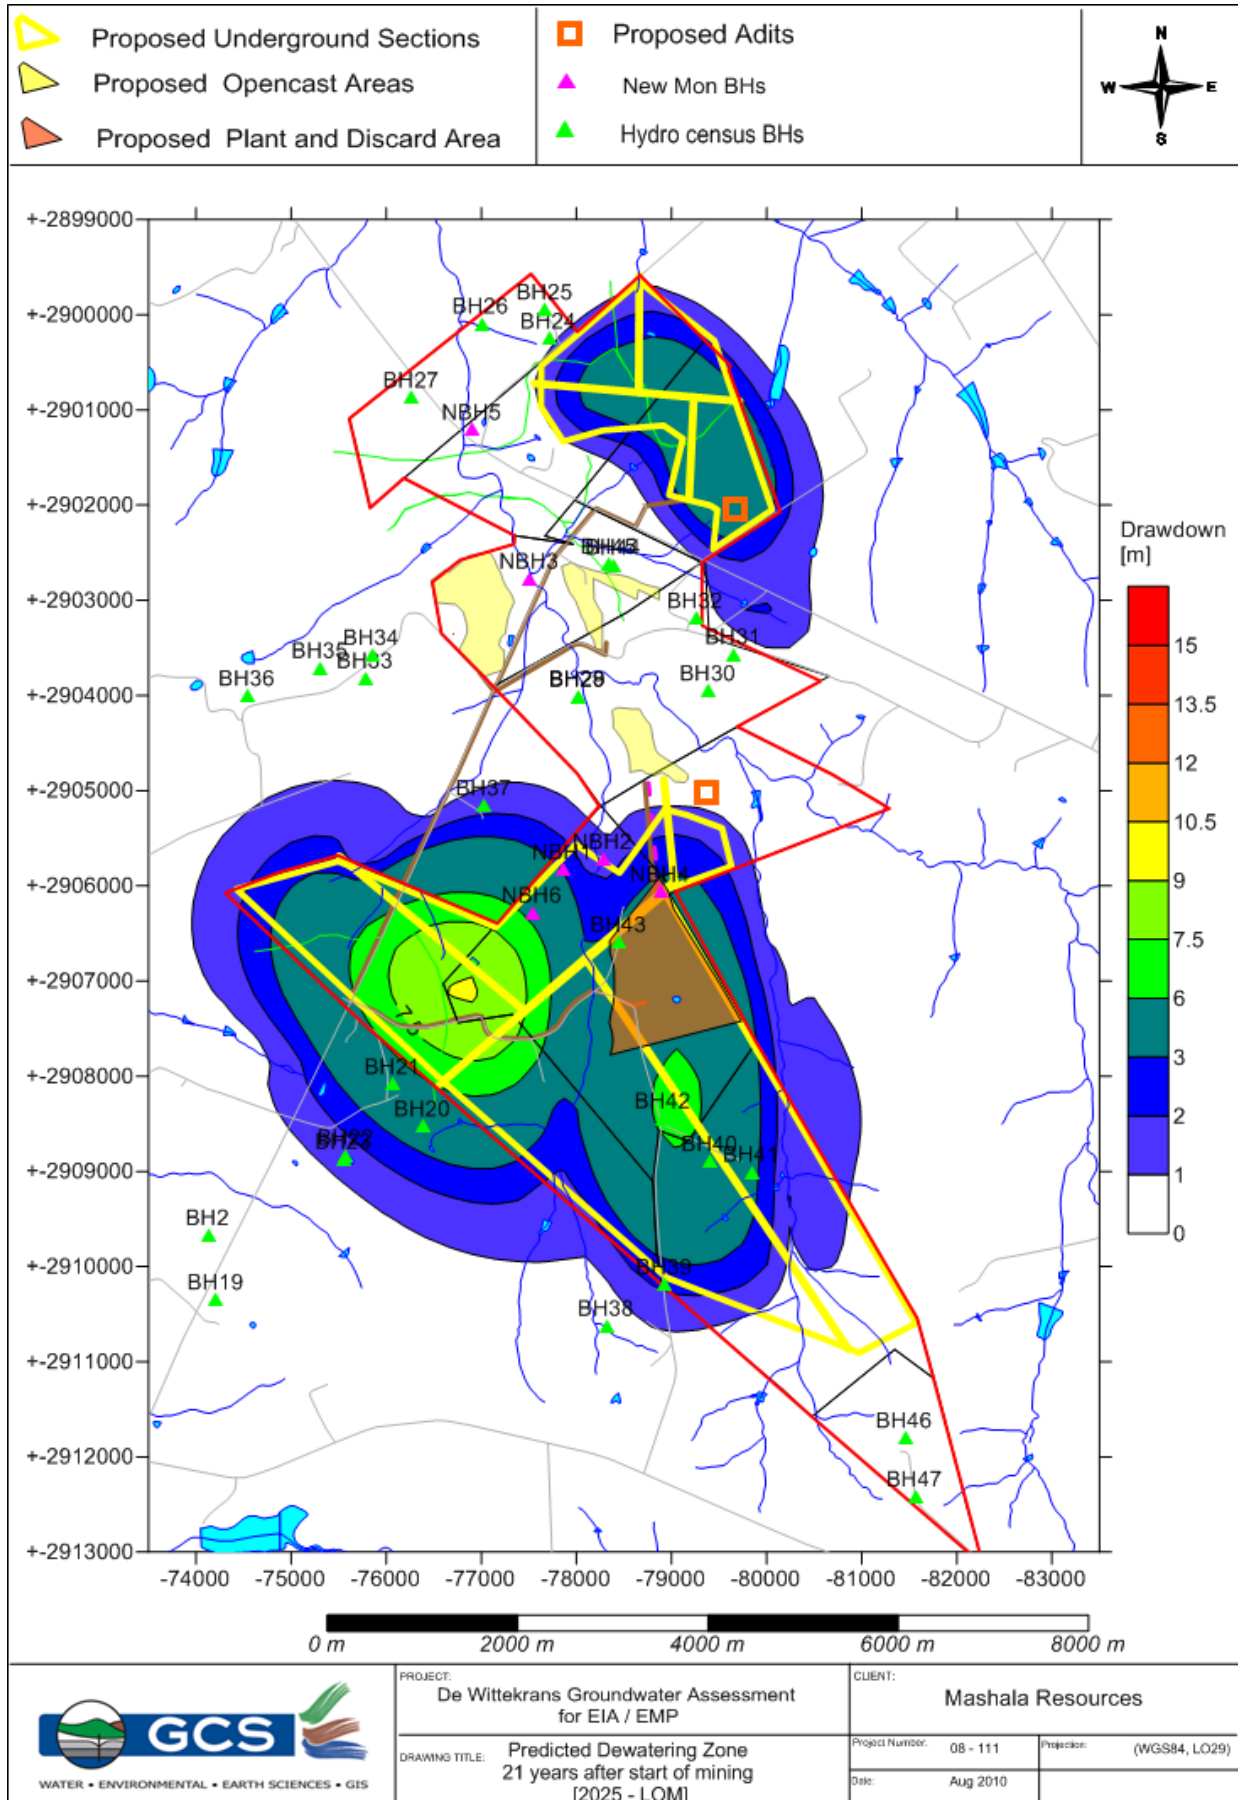 Proposed Underground Sections
Proposed Opencast Areas
Proposed Plant and Discard Area
Proposed Adits
New Mon BHs
Hydro census BHs
N
W
E
S
+-2899000
+-2900000
+-2901000
+-2902000
+-2903000
+-2904000
+-2905000
+-2906000
+-2907000
+-2908000
+-2909000
+-2910000
+-2911000
+-2912000
+-2913000
BH25
BH26
BH24
BH27
NBH5
NBH3
BH32
BH31
BH34
BH35
BH33
BH36
BH30
BH37
NBH2
NBH1
NBH4
NBH6
BH43
7.5
BH21
BH42
BH20
BH40
BH41
BH2
BH39
BH19
BH38
BH46
BH47
Drawdown
[m]
15
13.5
12
10.5
9
7.5
6
3
2
1
0
-74000
-75000
-76000
-77000
-78000
-79000
-80000
-81000
-82000
-83000
0 m
2000 m
4000 m
6000 m
8000 m
GCS
WATER • ENVIRONMENTAL • EARTH SCIENCES • GIS
PROJECT:
De Wittekrans Groundwater Assessment
for EIA / EMP
DRAWING TITLE:
Predicted Dewatering Zone
21 years after start of mining
[2025 - LOM]
CLIENT:
Mashala Resources
Project Number:
08 - 111
Projection:
(WGS84, LO29)
Date:
Aug 2010